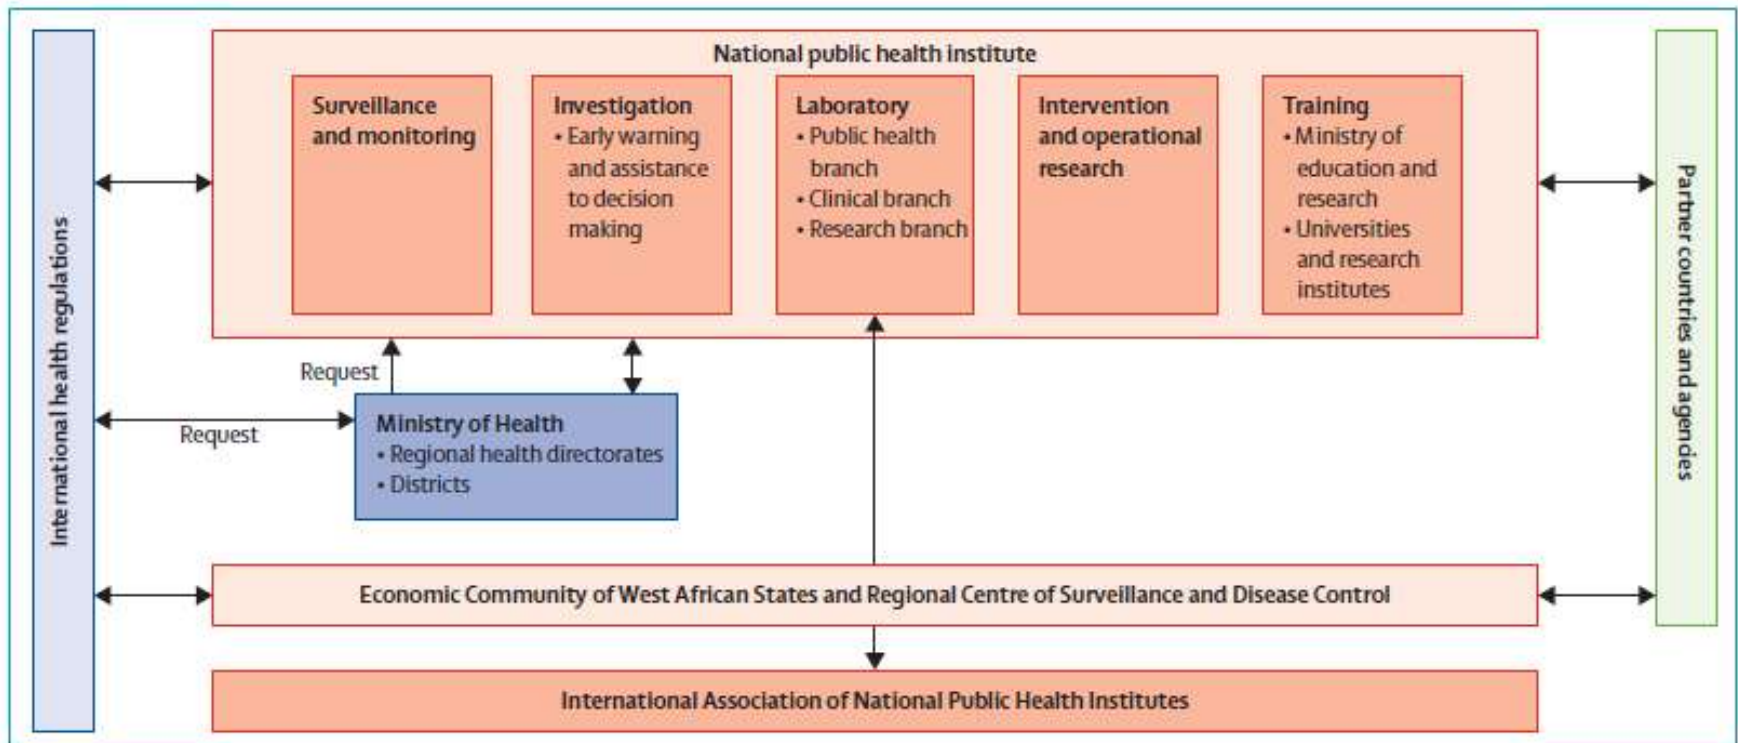 International health regulations
National public health institute
Surveillance
and monitoring
Investigation
• Early warning
and assistance
to decision
making
Laboratory
• Public health
branch
• Clinical branch
• Research branch
Intervention
and operational
research
Training
• Ministry of
education and
research
• Universities
and research
institutes
Partner countries and agencies
Request
Request
Ministry of Health
• Regional health directorates
• Districts
Economic Community of West African States and Regional Centre of Surveillance and Disease Control
International Association of National Public Health Institutes